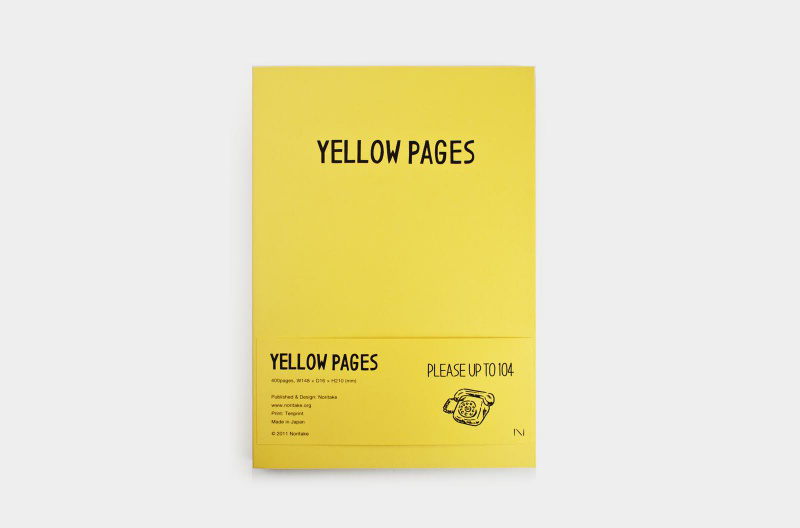 YELLOW PAGES
YELLOW PAGES
400pages, W148 × D16 × H210 (mm)
Published & Design: Noritake
www.noritake.org
Print: Tenprint
Made in Japan
© 2011 Noritake
PLEASE UP TO 104
N